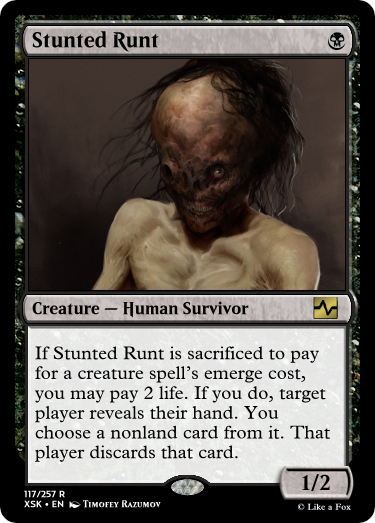 Stunted Runt
Creature — Human Survivor
If Stunted Runt is sacrificed to pay
for a creature spell's emerge cost,
you may pay 2 life. If you do, target
player reveals their hand. You
choose a nonland card from it. That
player discards that card.
1/2
117/257 R
XSK • EN Timofey Razumov
© Like a Fox